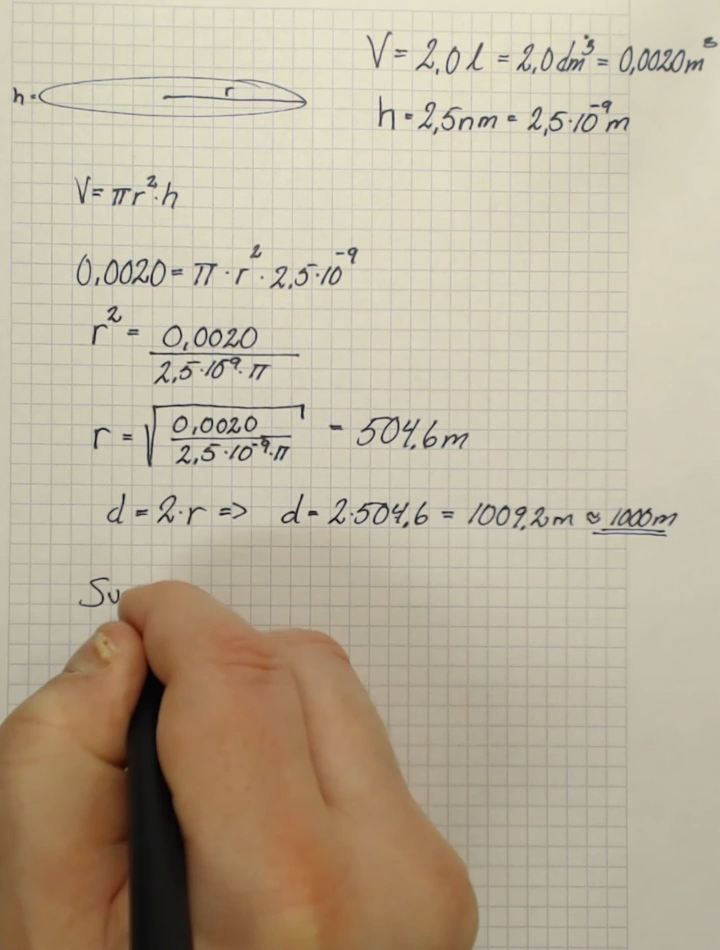 V = 2,0 l = 2,0 dm³ = 0,0020 m³
h = r
h = 2,5 nm = 2,5·10⁻⁹ m
V = πr²·h
0,0020 = π·r²·2,5·10⁻⁹
r² = 0,0020 / 2,5·10⁻⁹·π
r = √(0,0020 / 2,5·10⁻⁹·π) = 504,6 m
d = 2·r => d = 2·504,6 = 1009,2 m ≈ 1000 m
Sv